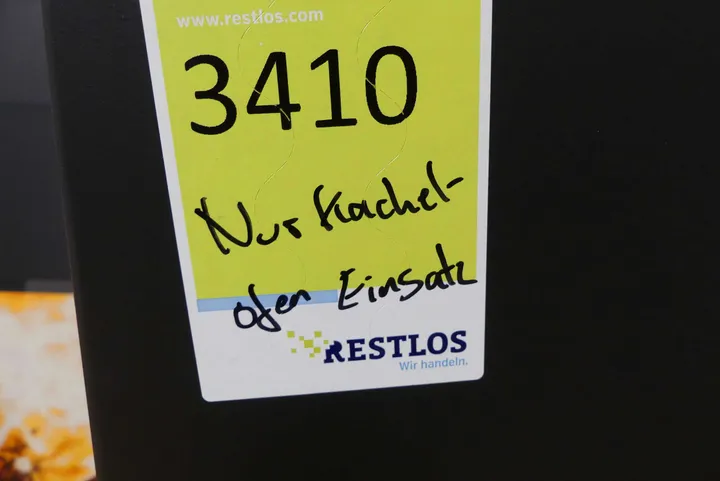 www.restlos.com
3410
Nur Kachel-
ofen Einsatz
RESTLOS
Wir handeln.